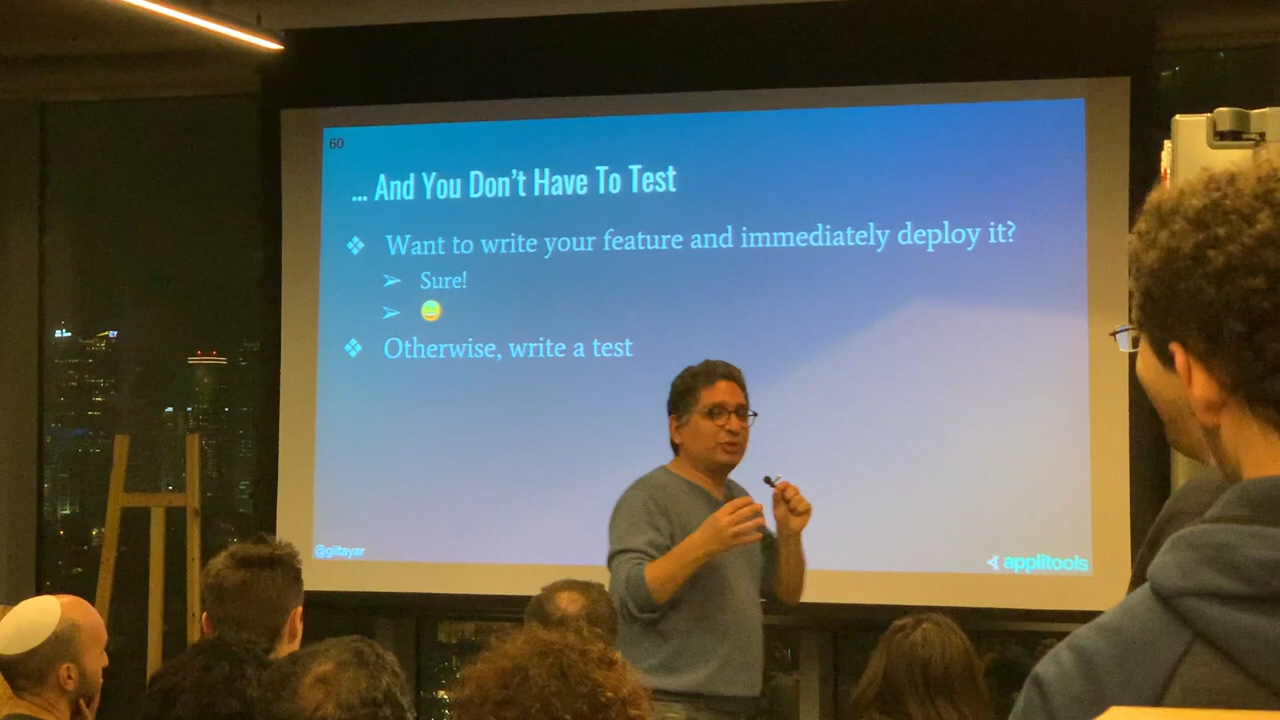 60
... And You Don't Have To Test
❖ Want to write your feature and immediately deploy it?
➢ Sure!
➢ 😄
❖ Otherwise, write a test
@giltayar
applitools